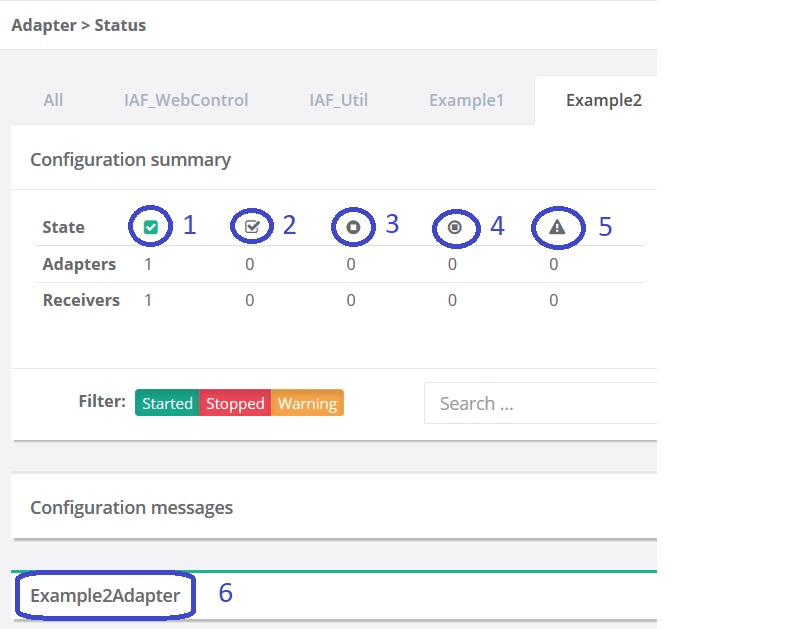 Adapter > Status
All IAF_WebControl IAF_Util Example1 Example2
Configuration summary
State 1 2 3 4 5
Adapters 1 0 0 0 0
Receivers 1 0 0 0 0
Filter: Started Stopped Warning Search ...
Configuration messages
Example2Adapter 6